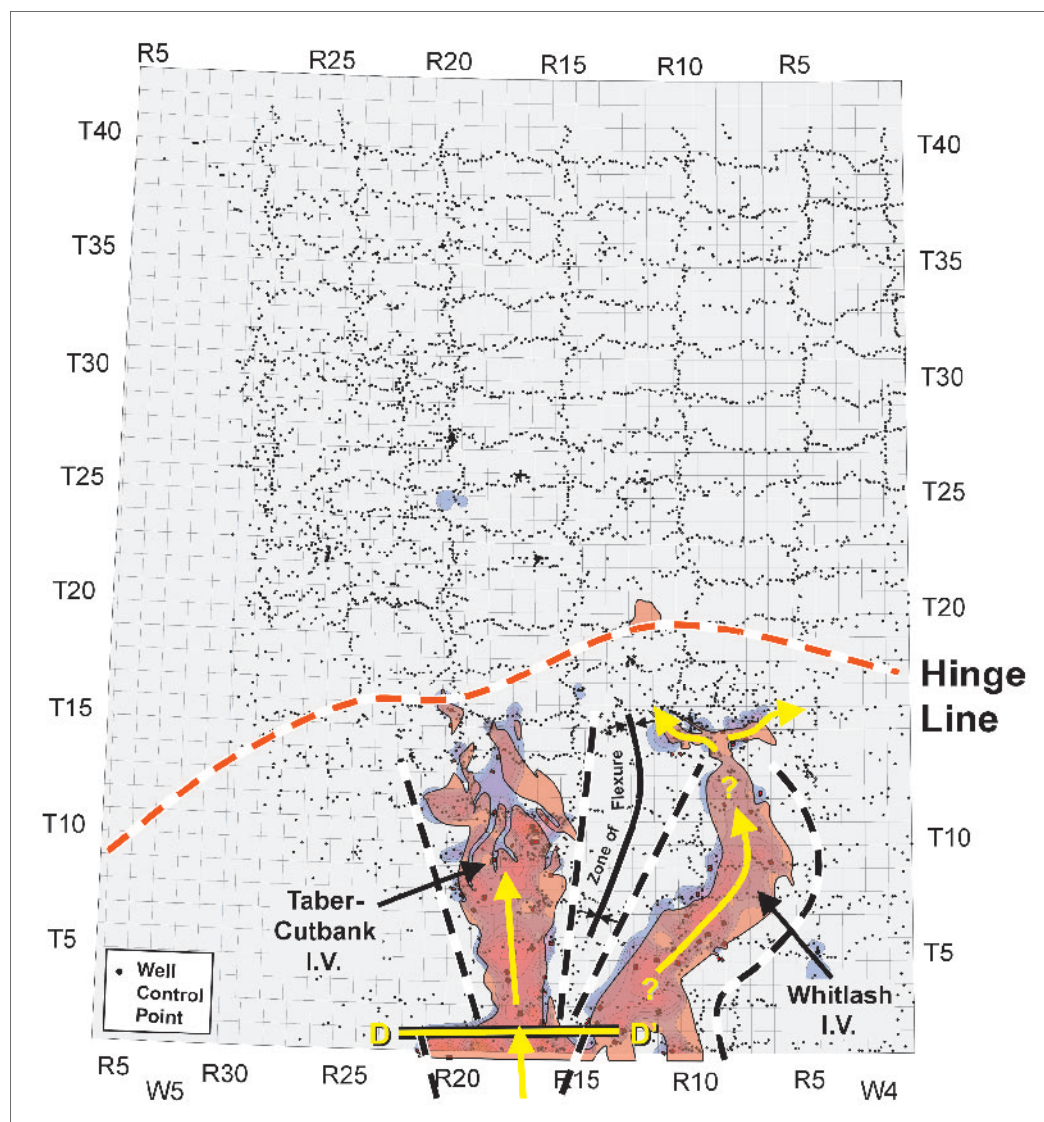 R5 R25 R20 R15 R10 R5
T40 T40
T35 T35
T30 T30
T25 T25
T20 T20
Hinge
Line
T15
Zone of Flexure
?
T10 T10
Taber-
Cutbank
I.V.
T5 T5
?
Whitlash
I.V.
• Well
Control
Point
D D'
R5 R30 R25 R20 R15 R10 R5
W5 W4